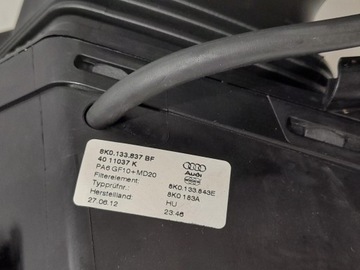 8K0.133.837 BF
40 11037 K
PA6 GF10+MD20
Filterelement: 8K0.133.843E
Typprüfnr.: 8K0 183A
Herstelland: HU
27.06.12 23:46
Audi